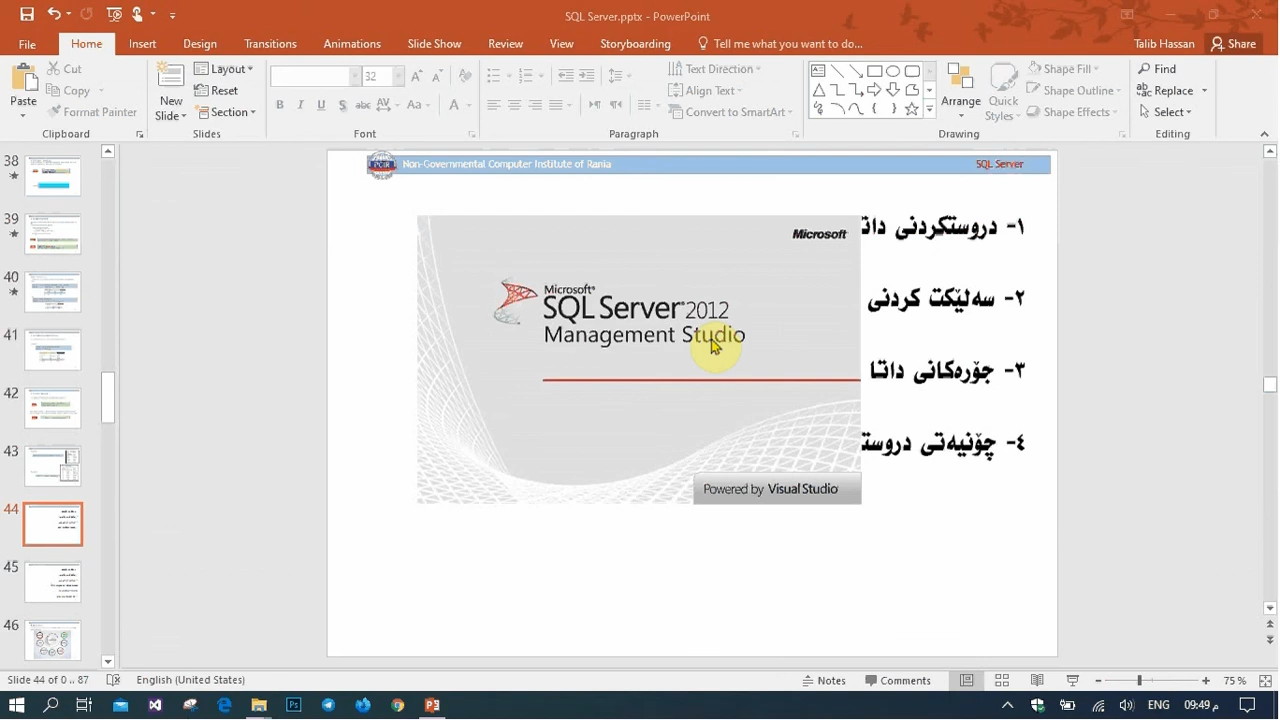 SQL Server.pptx - PowerPoint
File Home Insert Design Transitions Animations Slide Show Review View Storyboarding Tell me what you want to do... Talib Hassan Share
Paste
Cut
Copy
Format Painter
Clipboard
New
Slide
Layout
Reset
Section
Slides
32
Font
Text Direction
Align Text
Convert to SmartArt
Paragraph
Arrange
Quick
Styles
Shape Fill
Shape Outline
Shape Effects
Drawing
Find
Replace
Select
Editing
38
39
40
41
42
43
44
45
46
Non-Governmental Computer Institute of Rania
SQL Server
١- دروستکردنی داتا
٢- سەلێکت کردنی
٣- جۆرەکانی داتا
٤- چۆنیەتی دروست
Microsoft
Microsoft
SQL Server 2012
Management Studio
Powered by Visual Studio
Slide 44 of 87 English (United States) Notes Comments 75 %
09:49 م